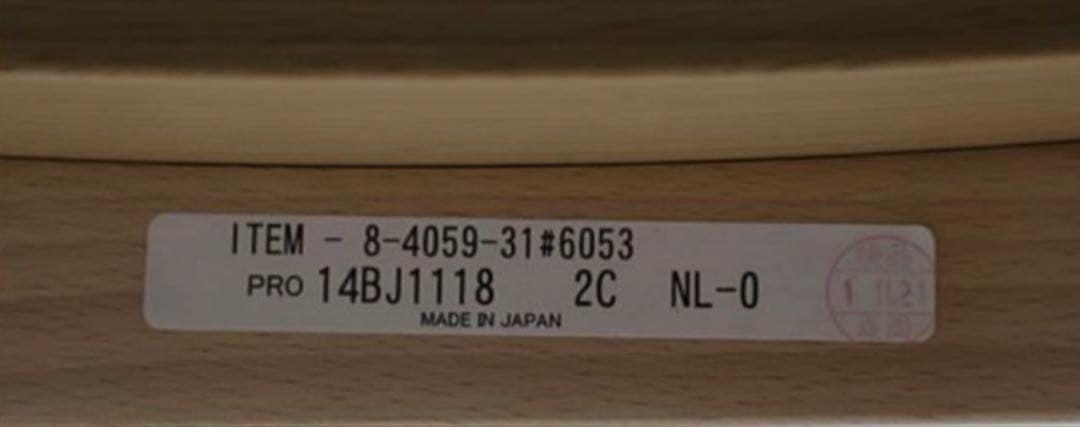 ITEM - 8-4059-31#6053
PRO 14BJ1118 2C NL-0
MADE IN JAPAN